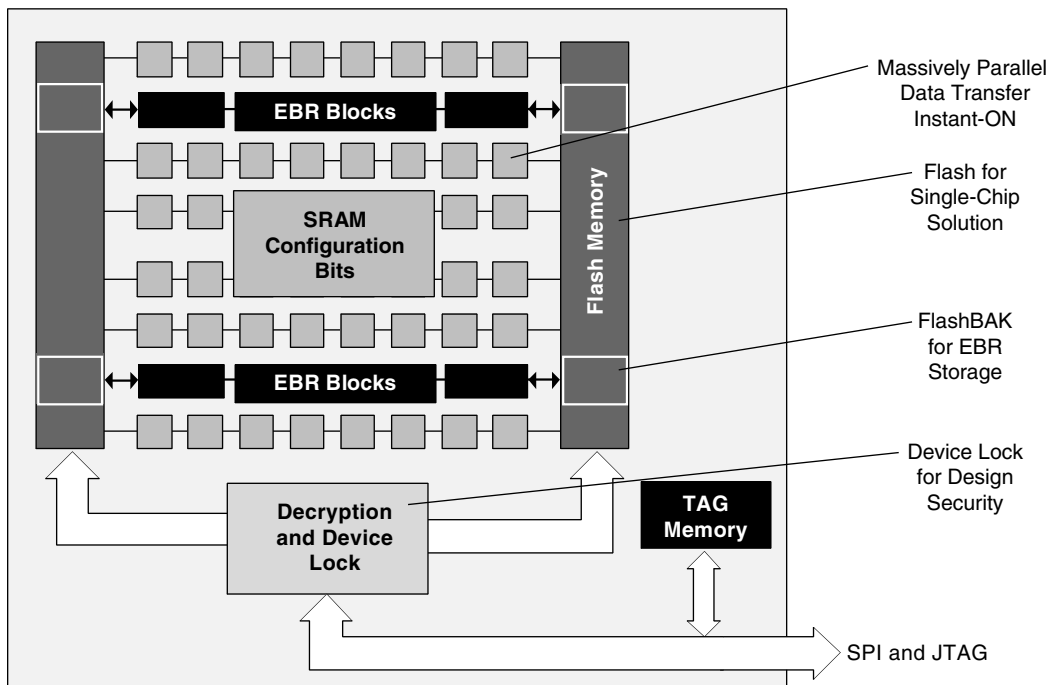 Massively Parallel
Data Transfer
Instant-ON
EBR Blocks
Flash for
Single-Chip
Solution
SRAM
Configuration
Bits
Flash Memory
FlashBAK
for EBR
Storage
EBR Blocks
Device Lock
for Design
Security
Decryption
and Device
Lock
TAG
Memory
SPI and JTAG